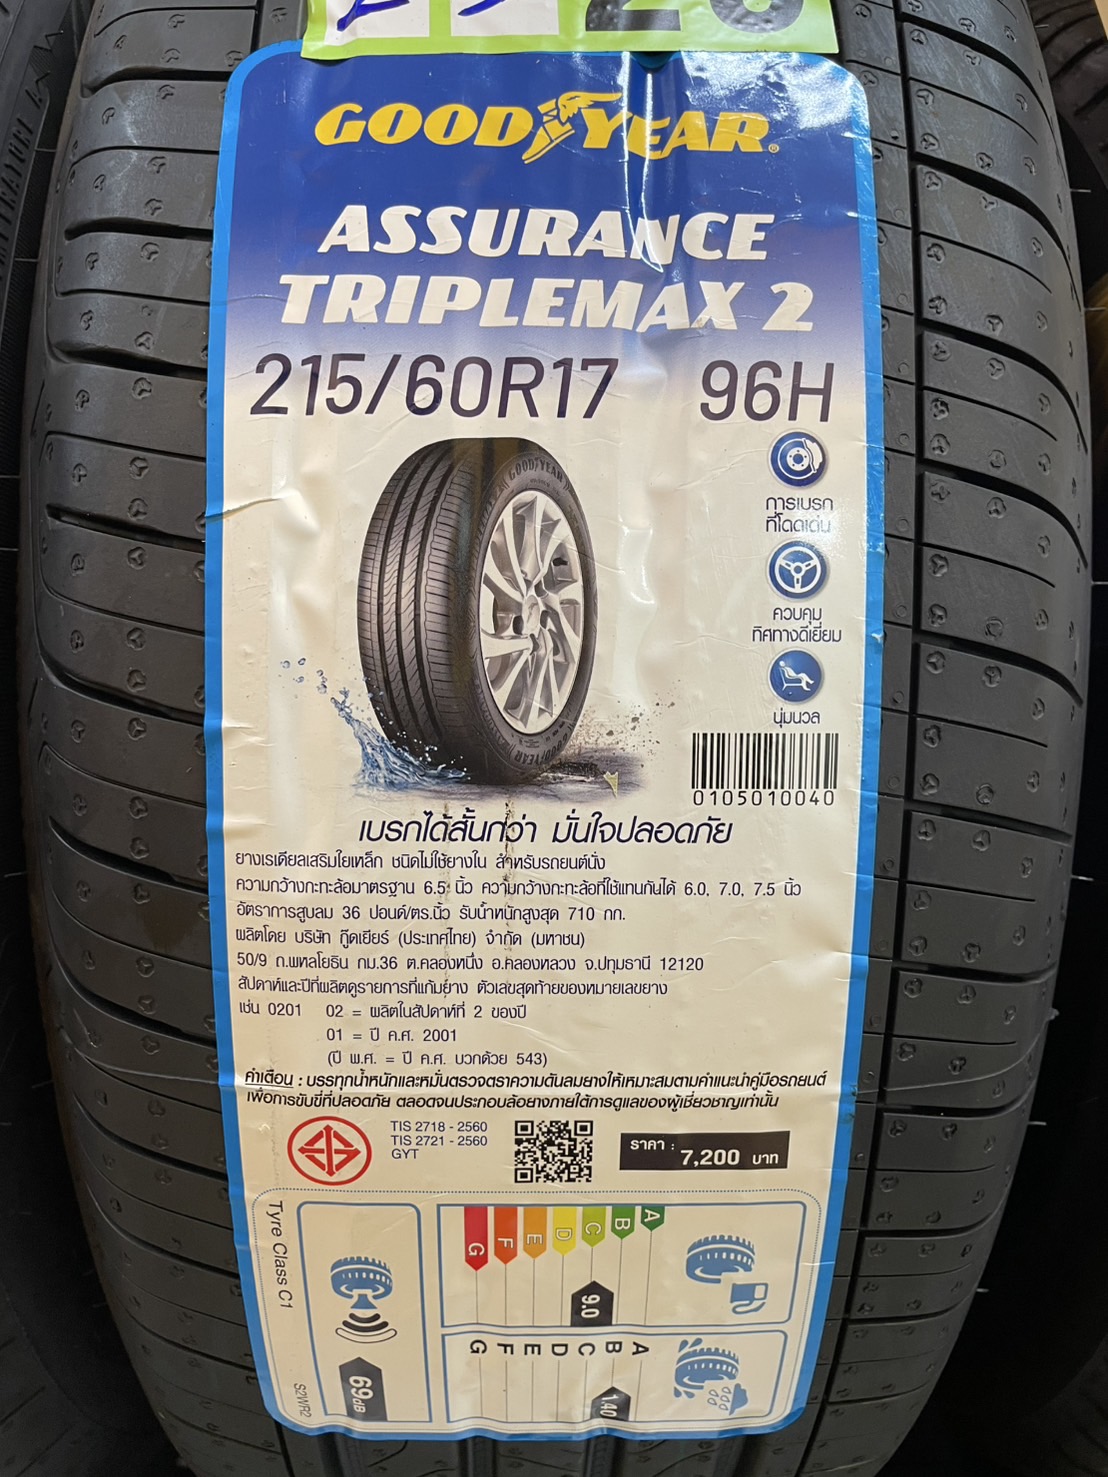 GOODYEAR
ASSURANCE
TRIPLEMAX 2
215/60R17 96H
การเบรก
ที่โดดเด่น
ควบคุม
ทิศทางดีเยี่ยม
นุ่มนวล
0105010040
เบรกได้สั้นกว่า มั่นใจปลอดภัย
ยางเรเดียลเสริมใยเหล็ก ชนิดไม่ใช้ยางใน สำหรับรถยนต์นั่ง
ความกว้างกะทะล้อมาตรฐาน 6.5 นิ้ว ความกว้างกะทะล้อที่ใช้แทนกันได้ 6.0, 7.0, 7.5 นิ้ว
อัตราการสูบลม 36 ปอนด์/ตร.นิ้ว รับน้ำหนักสูงสุด 710 กก.
ผลิตโดย บริษัท กู๊ดเยียร์ (ประเทศไทย) จำกัด (มหาชน)
50/9 ถ.พหลโยธิน กม.36 ต.คลองหนึ่ง อ.คลองหลวง จ.ปทุมธานี 12120
สัปดาห์และปีที่ผลิตดูรายการที่แก้มยาง ตัวเลขสุดท้ายของหมายเลขยาง
เช่น 0201 02 = ผลิตในสัปดาห์ที่ 2 ของปี
01 = ปี ค.ศ. 2001
(ปี พ.ศ. = ปี ค.ศ. บวกด้วย 543)
คำเตือน : บรรทุกน้ำหนักและหมั่นตรวจตราความดันลมยางให้เหมาะสมตามคำแนะนำคู่มือรถยนต์
เพื่อการขับขี่ที่ปลอดภัย ตลอดจนประกอบล้อยางภายใต้การดูแลของผู้เชี่ยวชาญเท่านั้น
TIS 2718 - 2560
TIS 2721 - 2560
GYT
ราคา : 7,200 บาท
Tyre Class C1
G F E D C B A
9.0
G F E D C B A
1.40
69dB
S2WR2